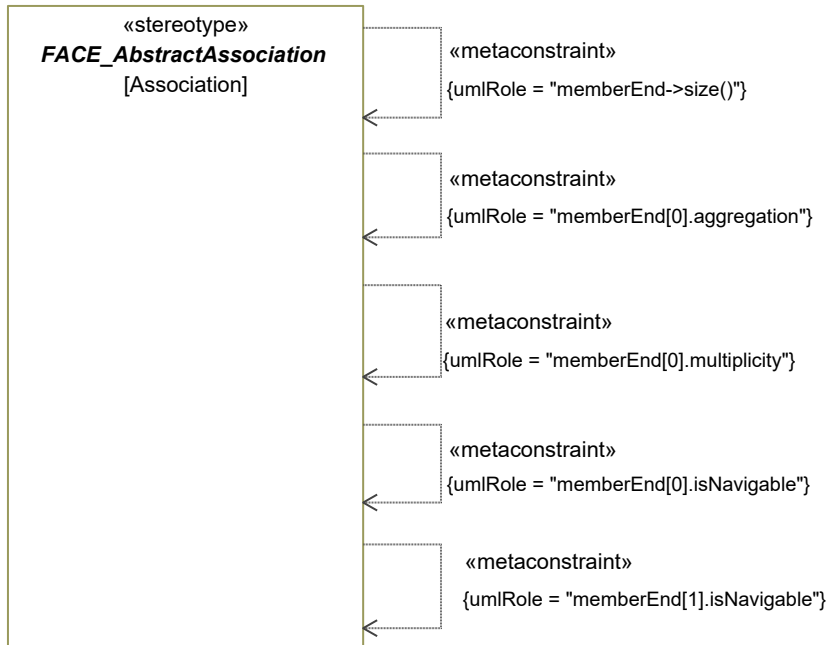 «stereotype»
FACE_AbstractAssociation
[Association]
«metaconstraint»
{umlRole = "memberEnd->size()"}
«metaconstraint»
{umlRole = "memberEnd[0].aggregation"}
«metaconstraint»
{umlRole = "memberEnd[0].multiplicity"}
«metaconstraint»
{umlRole = "memberEnd[0].isNavigable"}
«metaconstraint»
{umlRole = "memberEnd[1].isNavigable"}